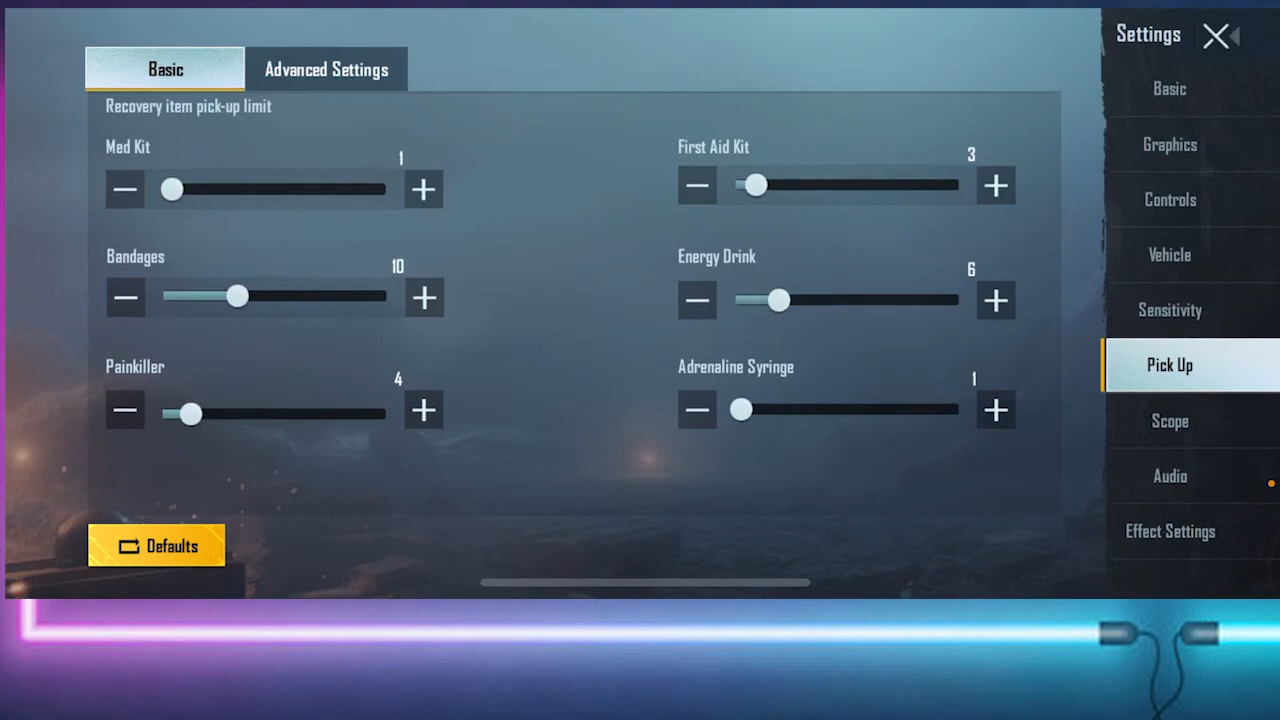 Settings
Basic
Advanced Settings
Recovery item pick-up limit
Med Kit
1
First Aid Kit
3
Bandages
10
Energy Drink
6
Painkiller
4
Adrenaline Syringe
1
Defaults
Basic
Graphics
Controls
Vehicle
Sensitivity
Pick Up
Scope
Audio
Effect Settings